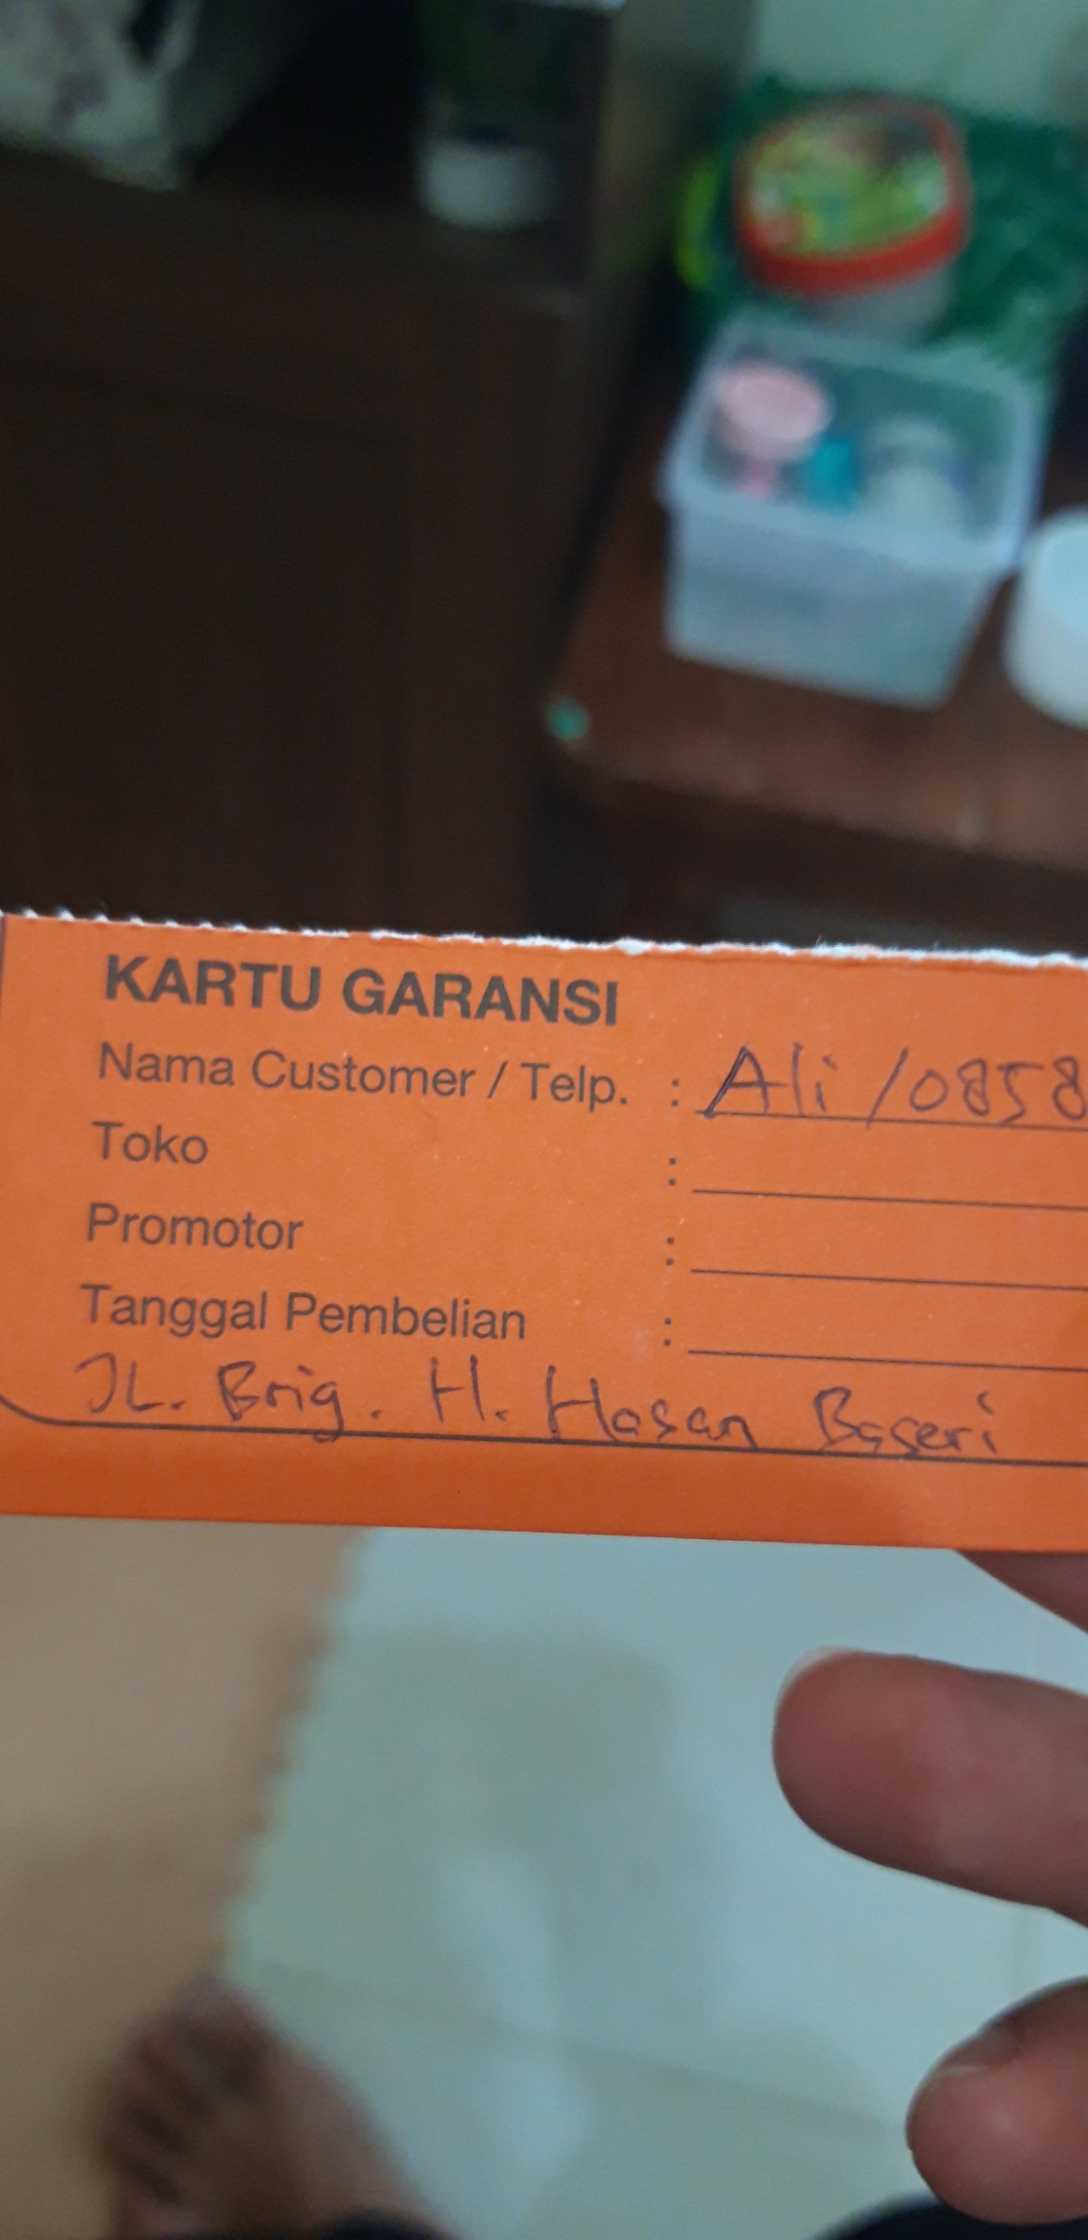 KARTU GARANSI
Nama Customer / Telp. : Ali / 0858
Toko :
Promotor :
Tanggal Pembelian :
JL. Brig. H. Hasan Baseri